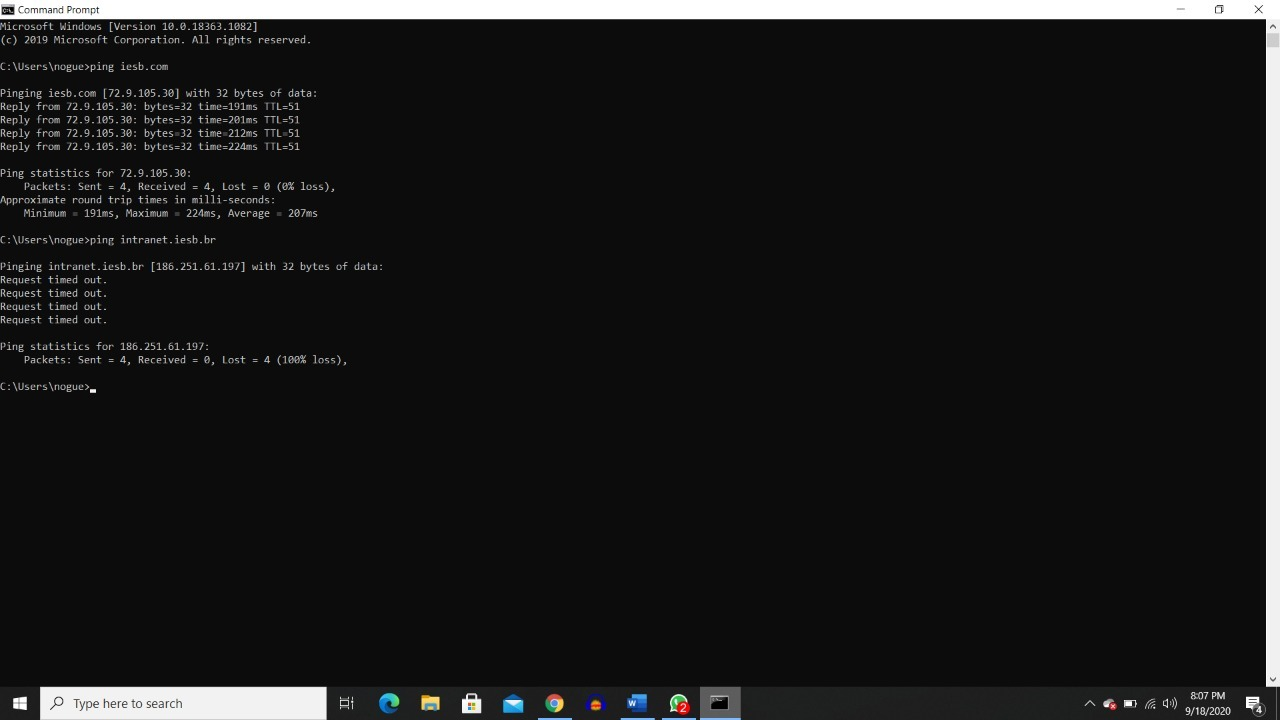 Command Prompt
Microsoft Windows [Version 10.0.18363.1082]
(c) 2019 Microsoft Corporation. All rights reserved.
C:\Users\nogue>ping iesb.com
Pinging iesb.com [72.9.105.30] with 32 bytes of data:
Reply from 72.9.105.30: bytes=32 time=191ms TTL=51
Reply from 72.9.105.30: bytes=32 time=201ms TTL=51
Reply from 72.9.105.30: bytes=32 time=212ms TTL=51
Reply from 72.9.105.30: bytes=32 time=224ms TTL=51
Ping statistics for 72.9.105.30:
    Packets: Sent = 4, Received = 4, Lost = 0 (0% loss),
Approximate round trip times in milli-seconds:
    Minimum = 191ms, Maximum = 224ms, Average = 207ms
C:\Users\nogue>ping intranet.iesb.br
Pinging intranet.iesb.br [186.251.61.197] with 32 bytes of data:
Request timed out.
Request timed out.
Request timed out.
Request timed out.
Ping statistics for 186.251.61.197:
    Packets: Sent = 4, Received = 0, Lost = 4 (100% loss),
C:\Users\nogue>
Type here to search
W
2
8:07 PM
9/18/2020
4